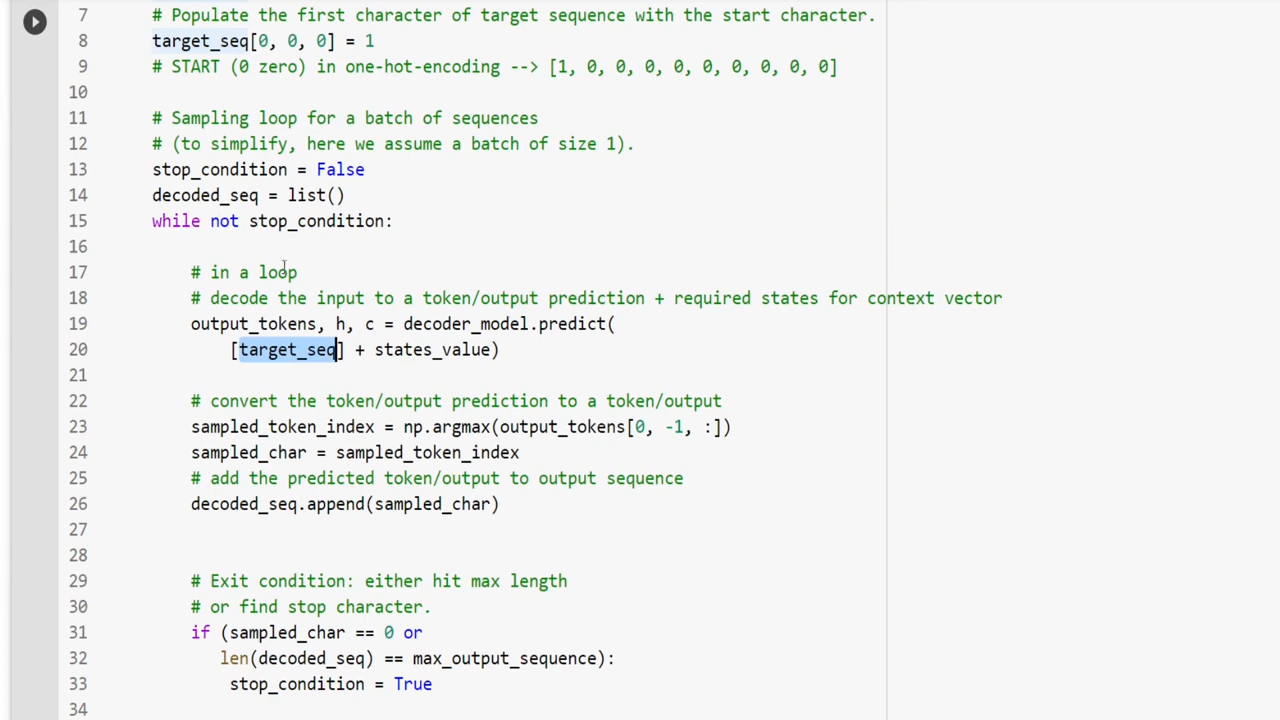 7 # Populate the first character of target sequence with the start character.
8 target_seq[0, 0, 0] = 1
9 # START (0 zero) in one-hot-encoding --> [1, 0, 0, 0, 0, 0, 0, 0, 0, 0]
10
11 # Sampling loop for a batch of sequences
12 # (to simplify, here we assume a batch of size 1).
13 stop_condition = False
14 decoded_seq = list()
15 while not stop_condition:
16
17 # in a loop
18 # decode the input to a token/output prediction + required states for context vector
19 output_tokens, h, c = decoder_model.predict(
20 [target_seq] + states_value)
21
22 # convert the token/output prediction to a token/output
23 sampled_token_index = np.argmax(output_tokens[0, -1, :])
24 sampled_char = sampled_token_index
25 # add the predicted token/output to output sequence
26 decoded_seq.append(sampled_char)
27
28
29 # Exit condition: either hit max length
30 # or find stop character.
31 if (sampled_char == 0 or
32 len(decoded_seq) == max_output_sequence):
33 stop_condition = True
34